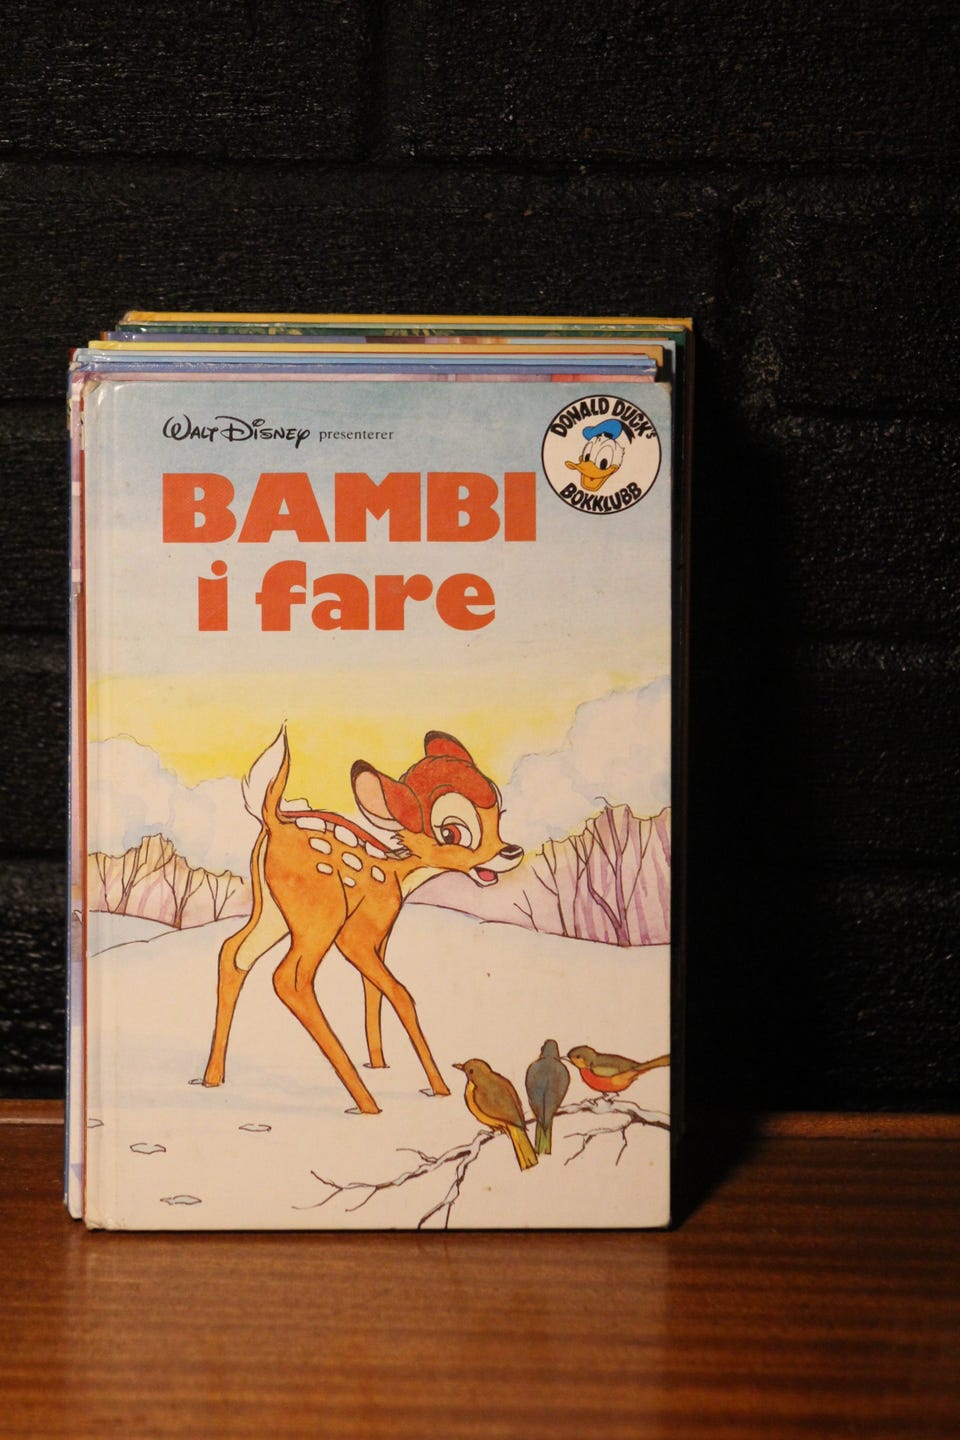 WALT DISNEY presenterer
DONALD DUCK's
BOKKLUBB
BAMBI
i fare